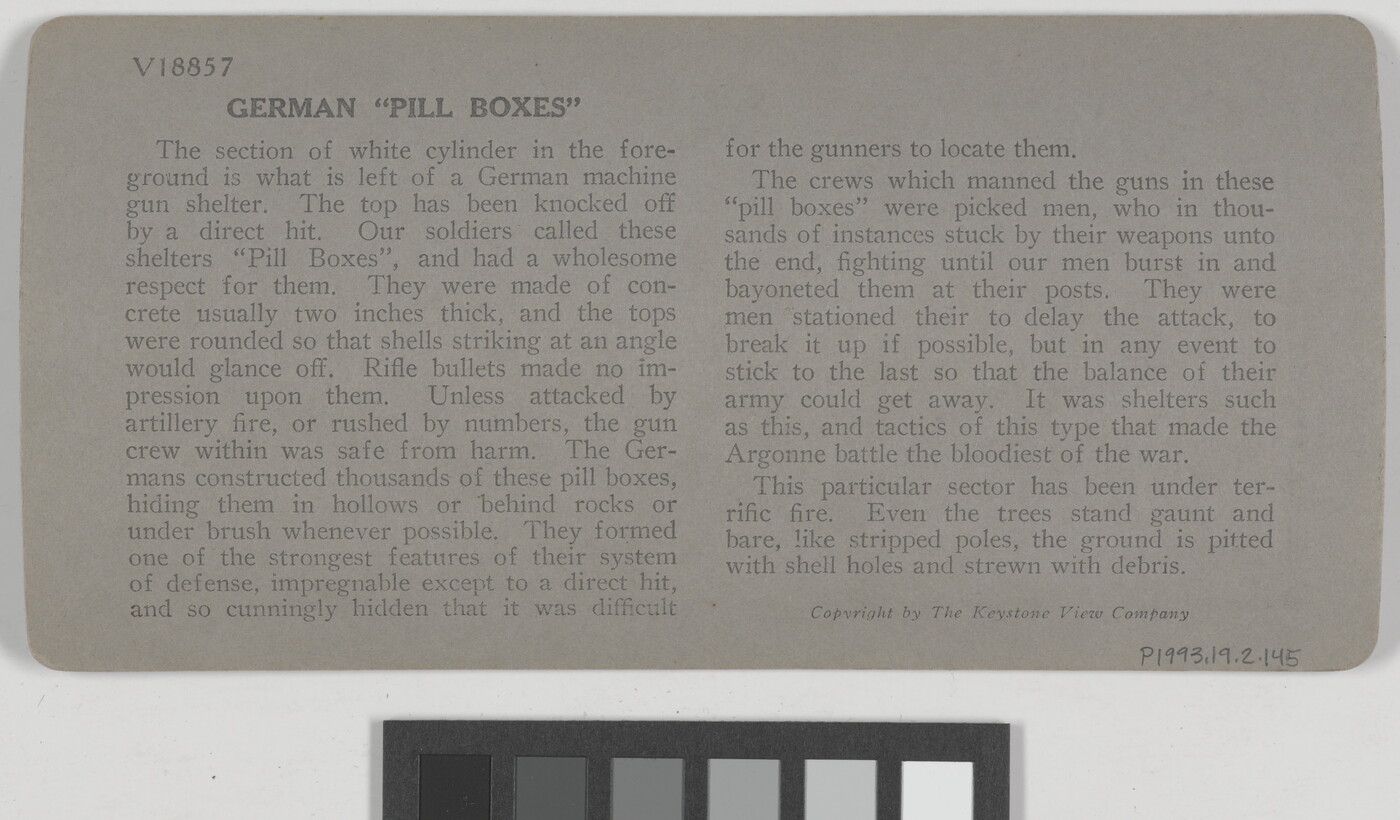 V18857
GERMAN “PILL BOXES”
The section of white cylinder in the fore-
ground is what is left of a German machine
gun shelter. The top has been knocked off
by a direct hit. Our soldiers called these
shelters “Pill Boxes”, and had a wholesome
respect for them. They were made of con-
crete usually two inches thick, and the tops
were rounded so that shells striking at an angle
would glance off. Rifle bullets made no im-
pression upon them. Unless attacked by
artillery fire, or rushed by numbers, the gun
crew within was safe from harm. The Ger-
mans constructed thousands of these pill boxes,
hiding them in hollows or behind rocks or
under brush whenever possible. They formed
one of the strongest features of their system
of defense, impregnable except to a direct hit,
and so cunningly hidden that it was difficult
for the gunners to locate them.
The crews which manned the guns in these
“pill boxes” were picked men, who in thou-
sands of instances stuck by their weapons unto
the end, fighting until our men burst in and
bayoneted them at their posts. They were
men stationed their to delay the attack, to
break it up if possible, but in any event to
stick to the last so that the balance of their
army could get away. It was shelters such
as this, and tactics of this type that made the
Argonne battle the bloodiest of the war.
This particular sector has been under ter-
rific fire. Even the trees stand gaunt and
bare, like stripped poles, the ground is pitted
with shell holes and strewn with debris.
Copyright by The Keystone View Company
P1993.19.2.145